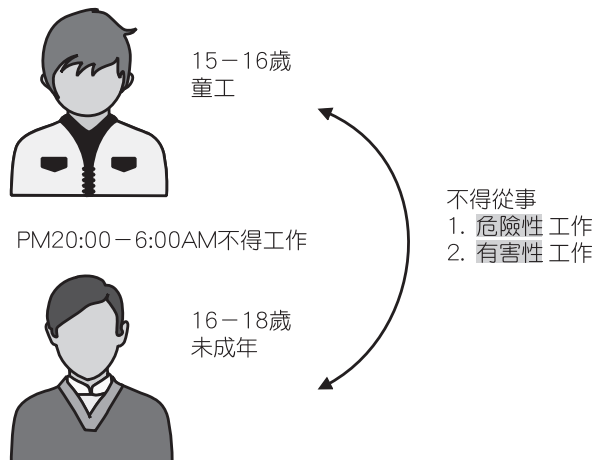 15－16歲
童工
不得從事
1. 危險性 工作
2. 有害性 工作
PM20:00－6:00AM不得工作
16－18歲
未成年